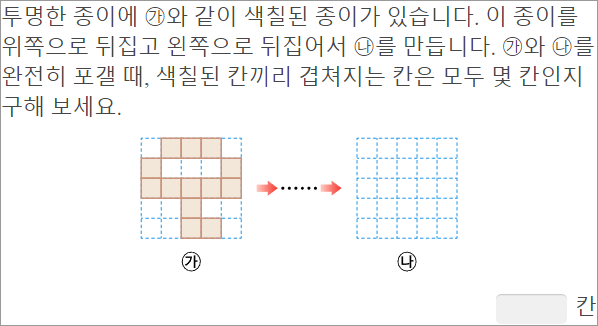 투명한 종이에 ㉮와 같이 색칠된 종이가 있습니다. 이 종이를
위쪽으로 뒤집고 왼쪽으로 뒤집어서 ㉯를 만듭니다. ㉮와 ㉯를
완전히 포갤 때, 색칠된 칸끼리 겹쳐지는 칸은 모두 몇 칸인지
구해 보세요.
㉮ ㉯
칸